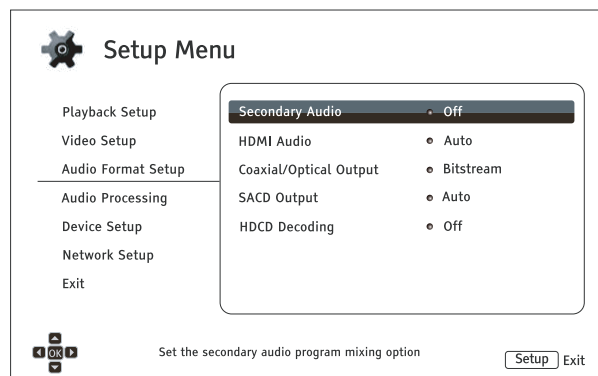 Setup Menu
Playback Setup
Video Setup
Audio Format Setup
Audio Processing
Device Setup
Network Setup
Exit
Secondary Audio Off
HDMI Audio Auto
Coaxial/Optical Output Bitstream
SACD Output Auto
HDCD Decoding Off
OK
Set the secondary audio program mixing option
Setup Exit